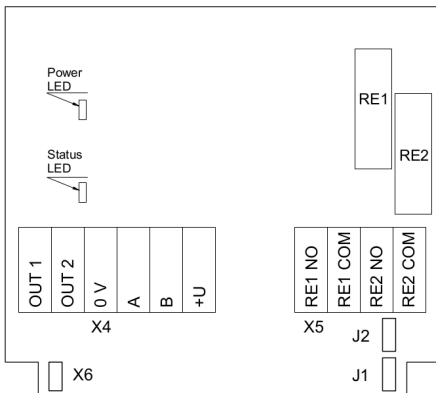 Power
LED
RE1
RE2
Status
LED
OUT 1
OUT 2
0 V
A
B
+U
RE1 NO
RE1 COM
RE2 NO
RE2 COM
X4
X5
J2
X6
J1